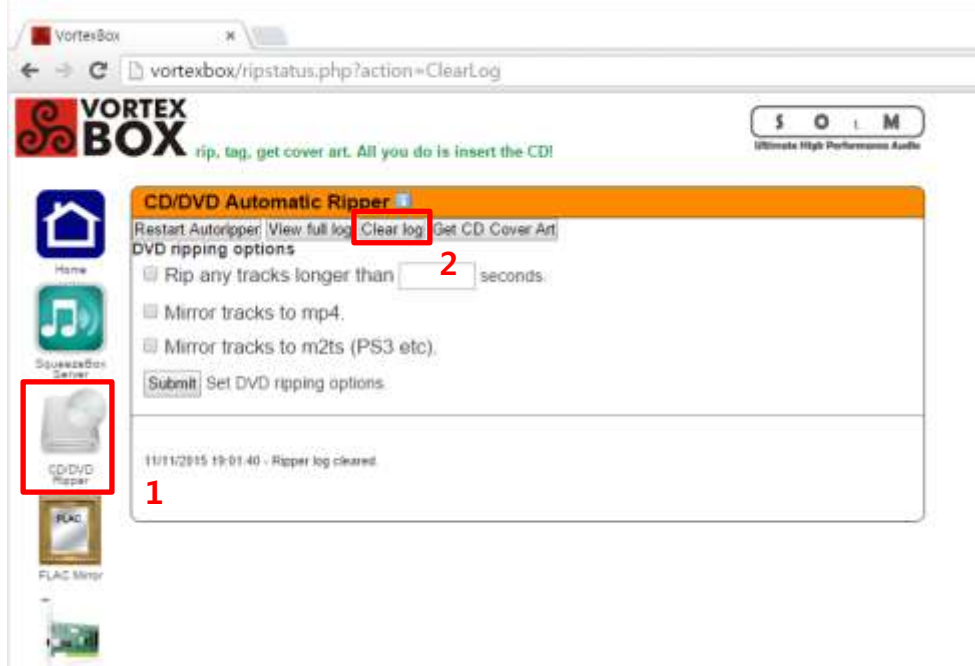 VortexBox
vortexbox/ripstatus.php?action=ClearLog
VORTEX
BOX
rip, tag, get cover art. All you do is insert the CD!
S O L M
Ultimate High Performance Audio
CD/DVD Automatic Ripper
Restart Autoripper View full log Clear log Get CD Cover Art
DVD ripping options
2
Rip any tracks longer than seconds.
Mirror tracks to mp4.
Mirror tracks to m2ts (PS3 etc).
Submit Set DVD ripping options
11/11/2015 19:01:40 - Ripper log cleared.
1
Home
SqueezeBox
Server
CD/DVD
Ripper
FLAC
FLAC Mirror